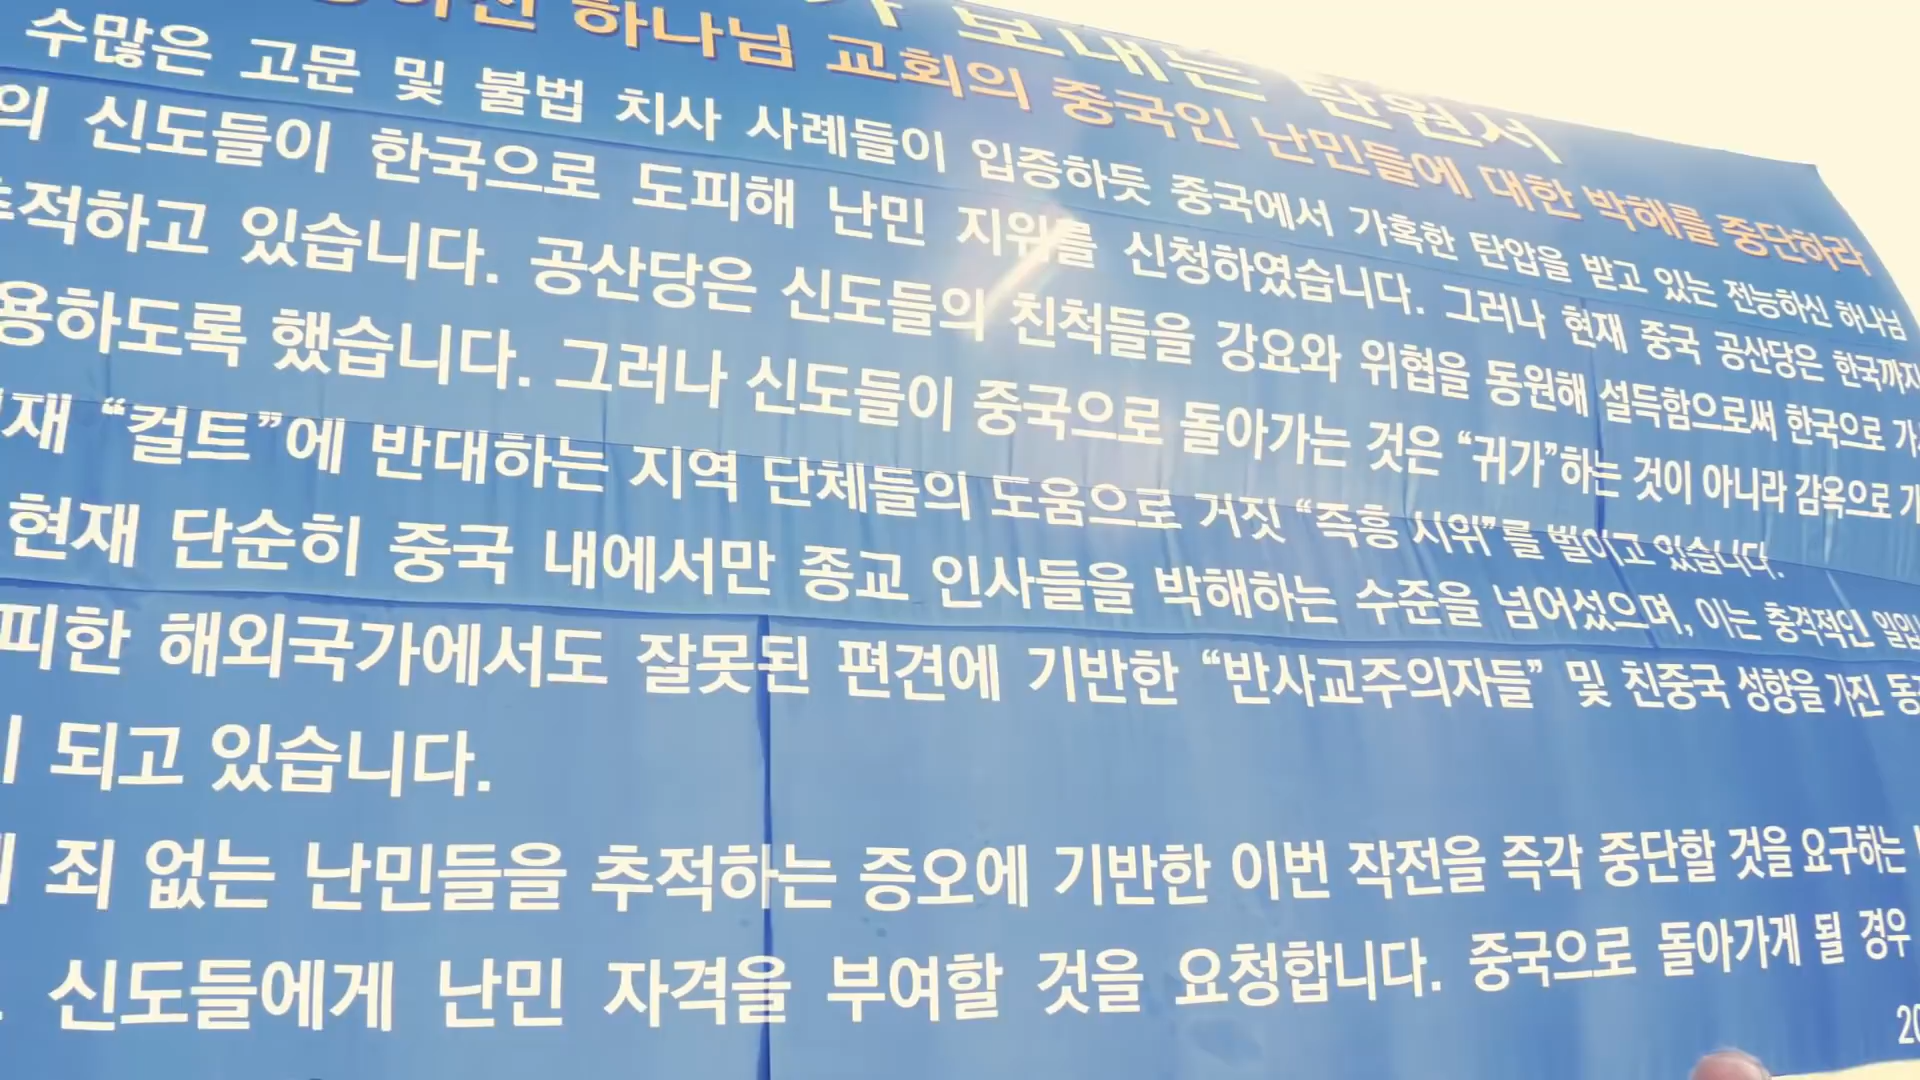 보내는 탄원서
하나님 교회의 중국인 난민들에 대한 박해를 중단하라
수많은 고문 및 불법 치사 사례들이 입증하듯 중국에서 가혹한 탄압을 받고 있는 전능하신 하나님
의 신도들이 한국으로 도피해 난민 지위를 신청하였습니다. 그러나 현재 중국 공산당은 한국까지
추적하고 있습니다. 공산당은 신도들의 친척들을 강요와 위협을 동원해 설득함으로써 한국으로
용하도록 했습니다. 그러나 신도들이 중국으로 돌아가는 것은 “귀가”하는 것이 아니라 감옥으로
“컬트”에 반대하는 지역 단체들의 도움으로 거짓 “즉흥 시위”를 벌이고 있습니다.
현재 단순히 중국 내에서만 종교 인사들을 박해하는 수준을 넘어섰으며, 이는 충격적인
피한 해외국가에서도 잘못된 편견에 기반한 “반사교주의자들” 및 친중국 성향을 가진
되고 있습니다.
죄 없는 난민들을 추적하는 증오에 기반한 이번 작전을 즉각 중단할 것을 요구하는
신도들에게 난민 자격을 부여할 것을 요청합니다. 중국으로 돌아가게 될 경우
20